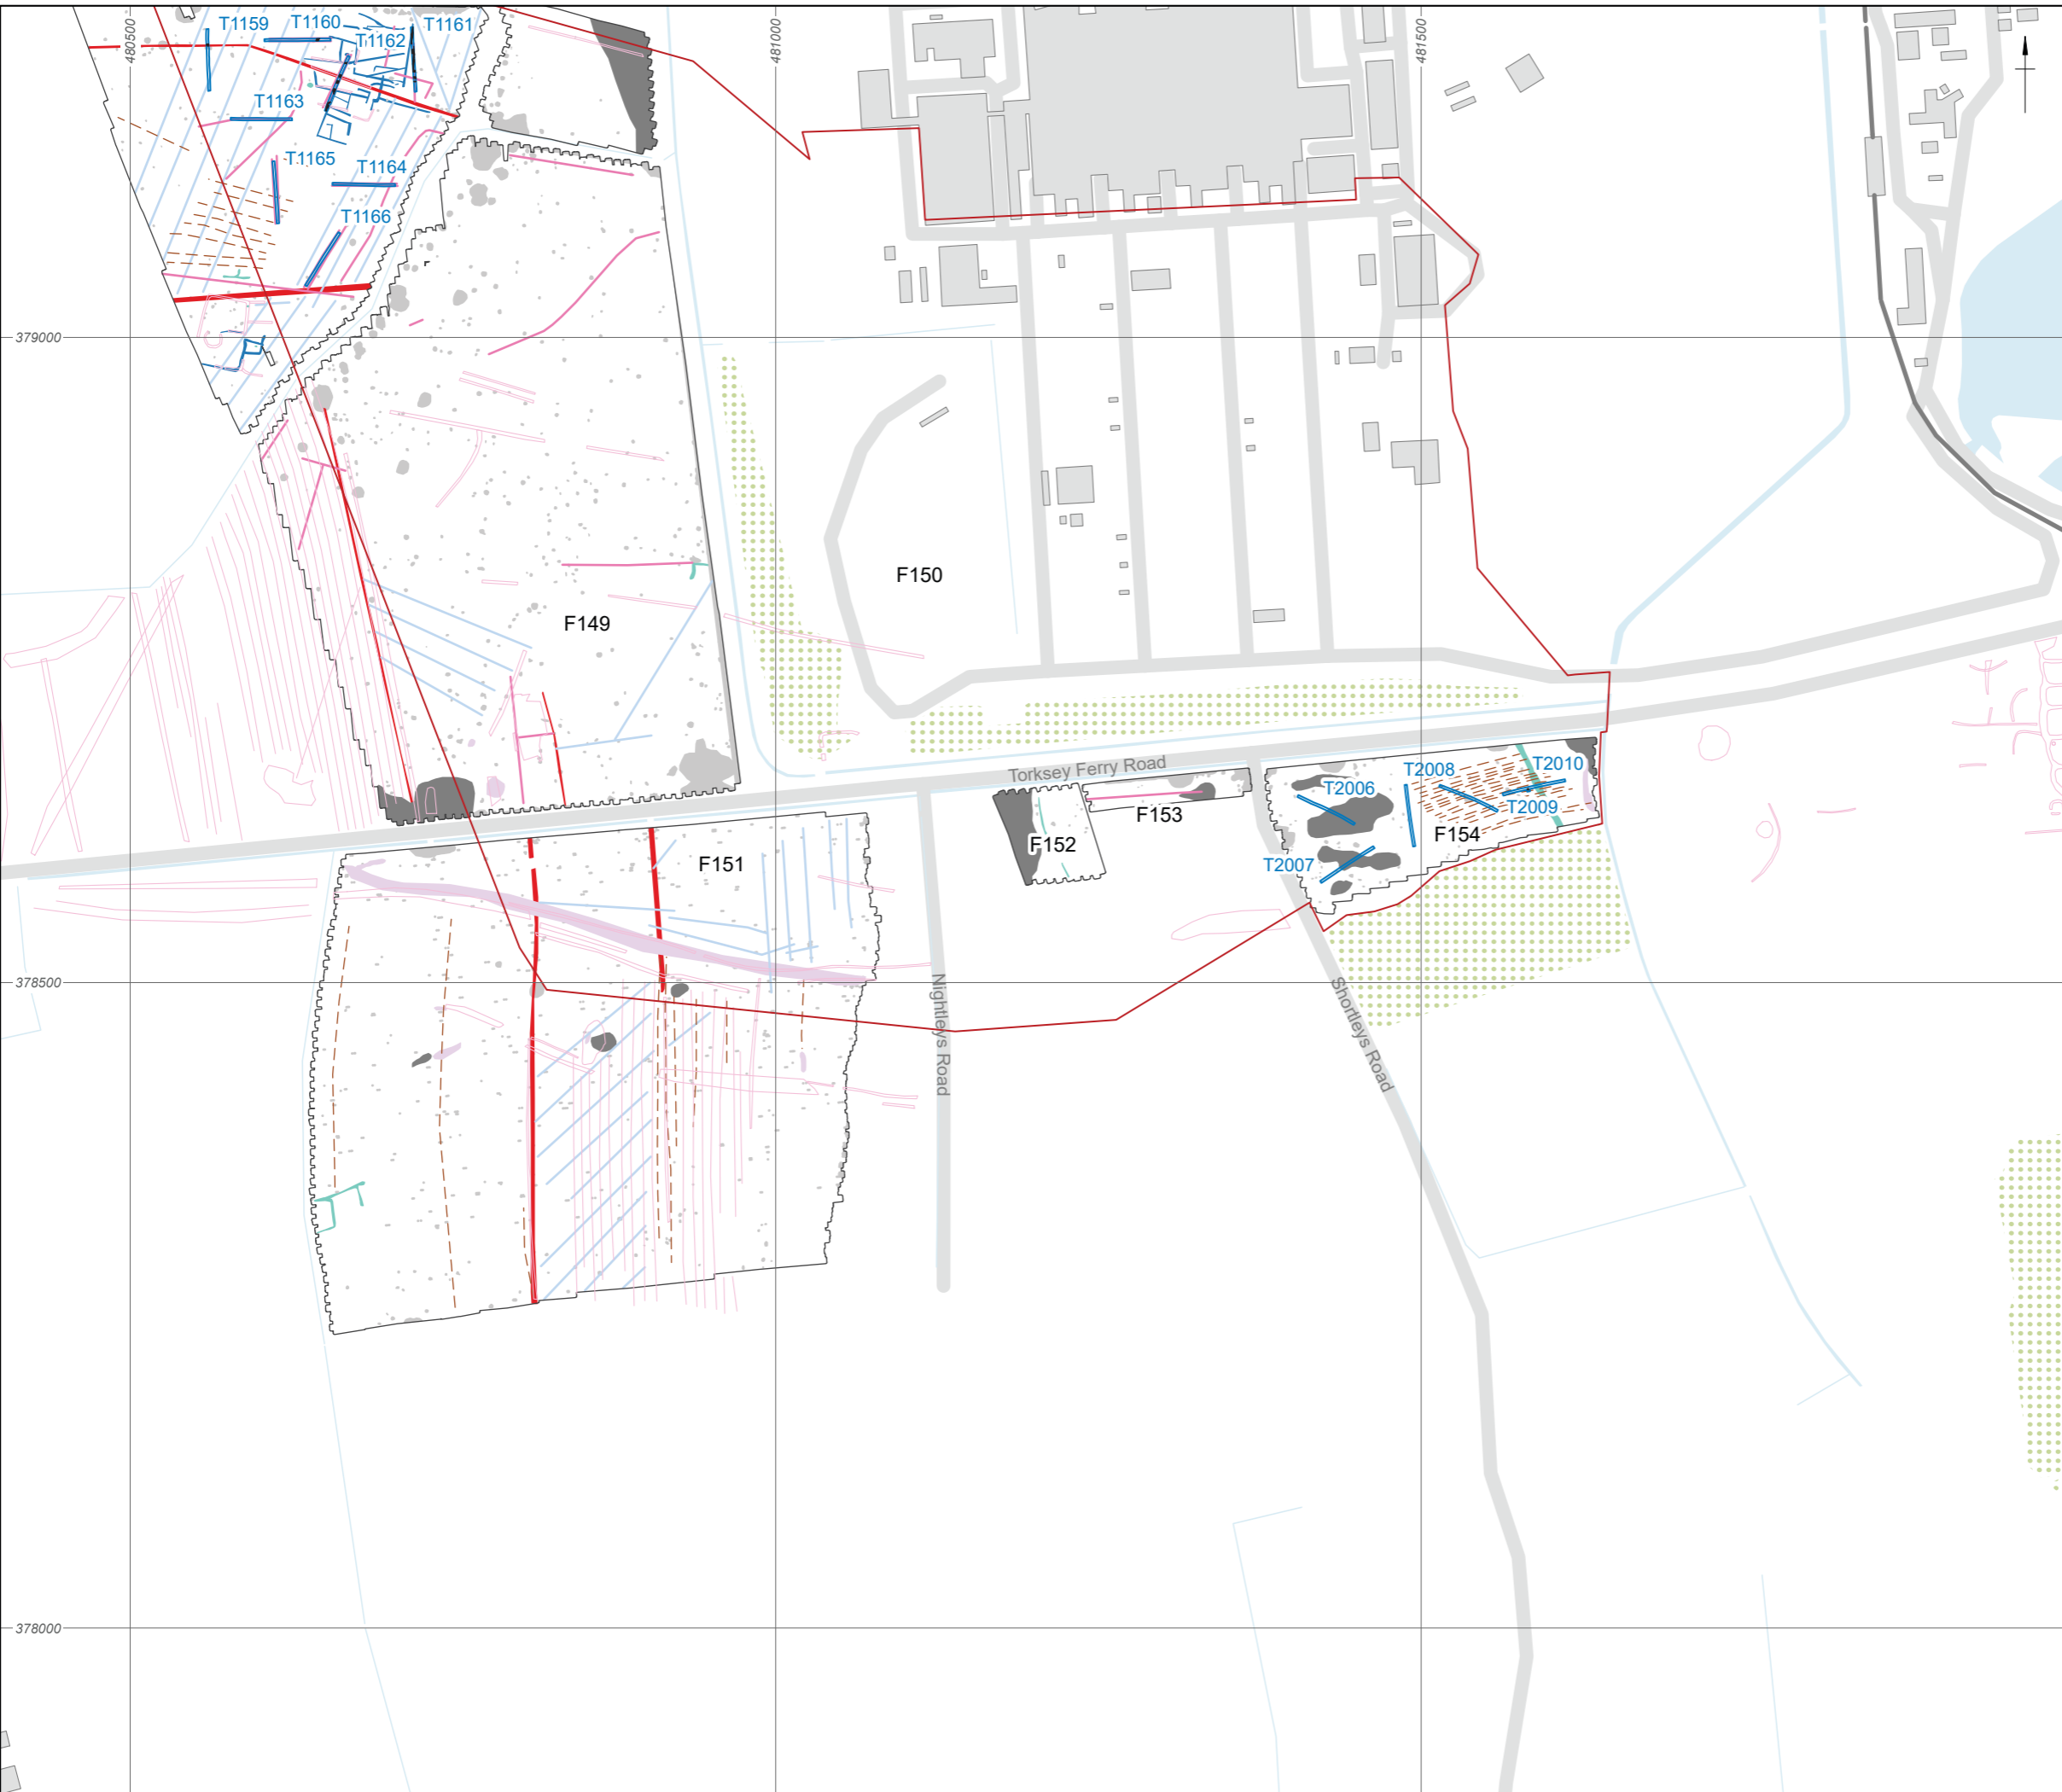 480500
481000
481500
T1159
T1160
T1161
T1162
T1163
T1165
T1164
T1166
379000
F150
F149
Torksey Ferry Road
T2008
T2010
T2006
T2009
F153
F154
F152
F151
T2007
378500
Nightleys Road
Shortleys Road
378000